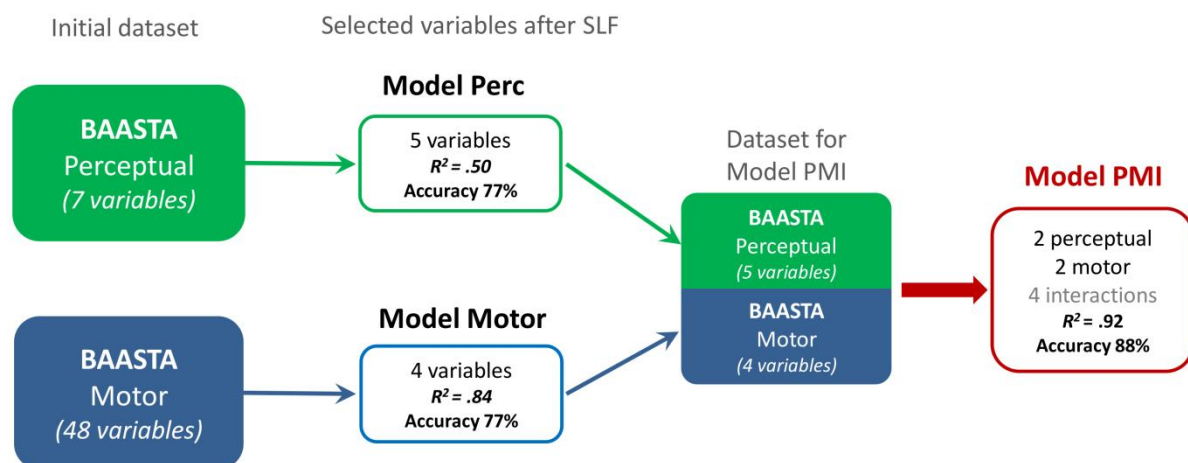 Initial dataset
Selected variables after SLF
BAASTA
Perceptual
(7 variables)
Model Perc
5 variables
R² = .50
Accuracy 77%
BAASTA
Motor
(48 variables)
Model Motor
4 variables
R² = .84
Accuracy 77%
Dataset for
Model PMI
BAASTA
Perceptual
(5 variables)
BAASTA
Motor
(4 variables)
Model PMI
2 perceptual
2 motor
4 interactions
R² = .92
Accuracy 88%